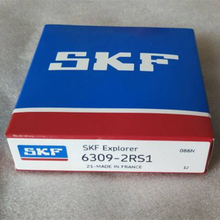 SKF
SKF
SKF Explorer
6309-2RS1
21-MADE IN FRANCE